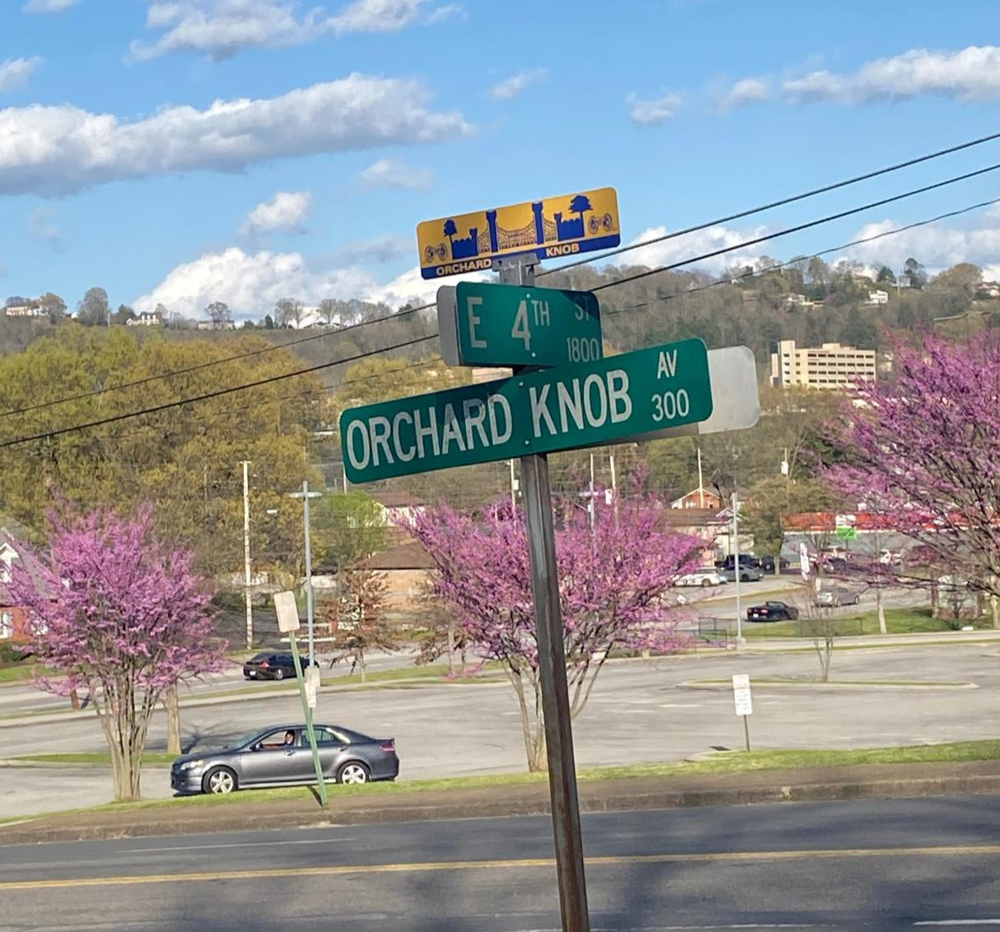 ORCHARD KNOB
E 4TH ST
1800
ORCHARD KNOB AV
300